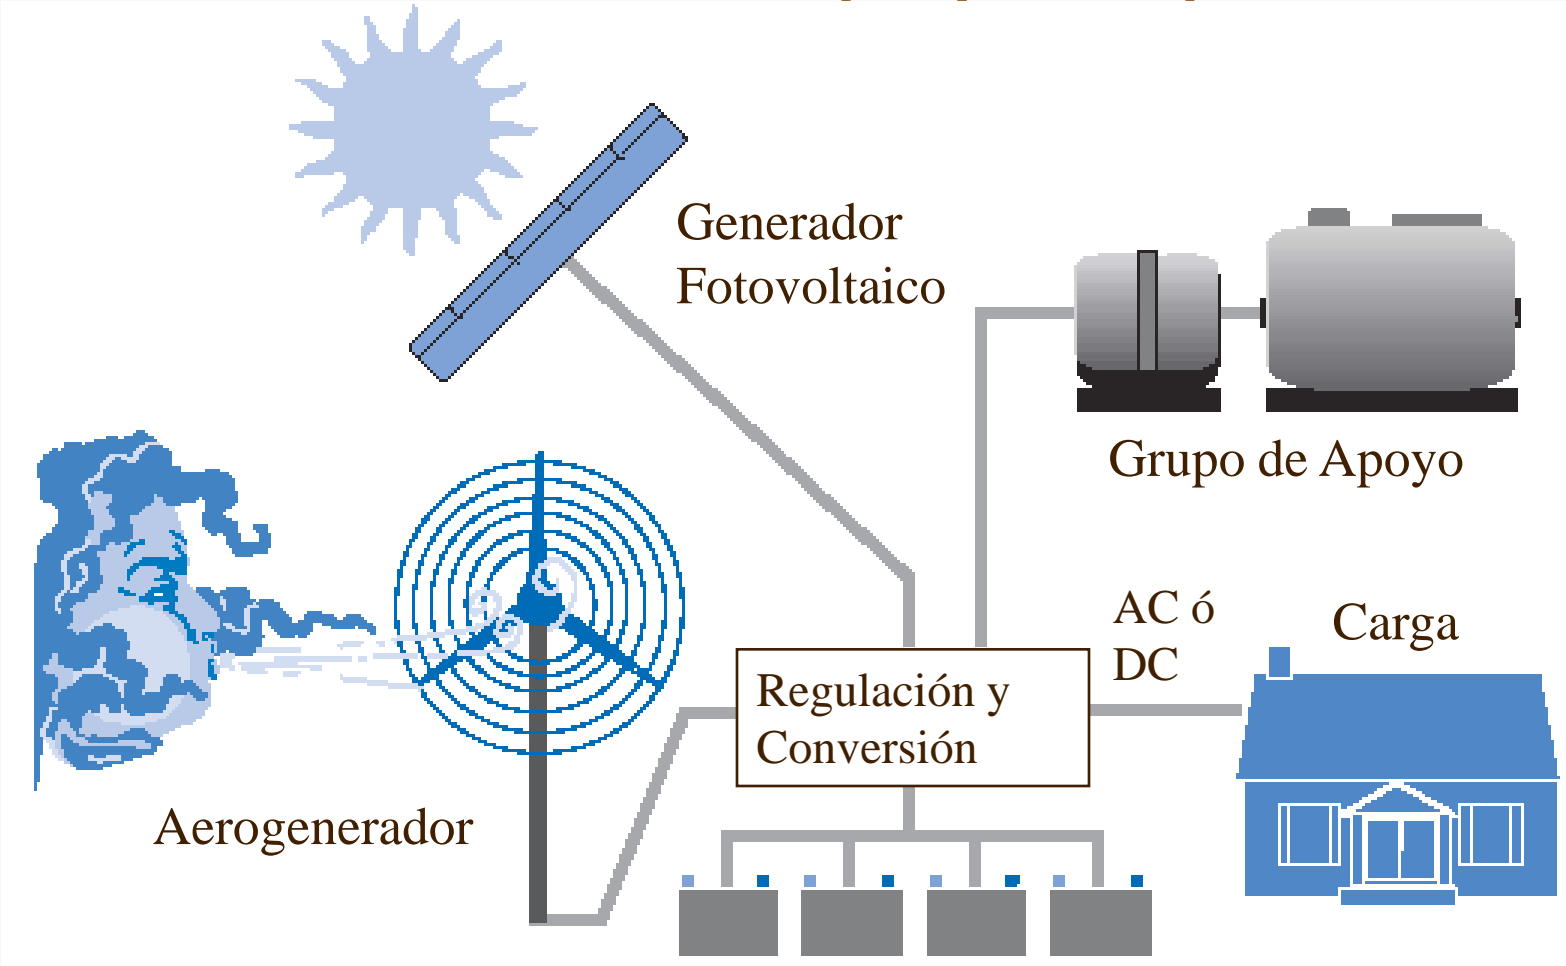 Generador
Fotovoltaico
Grupo de Apoyo
AC ó
DC
Carga
Regulación y
Conversión
Aerogenerador